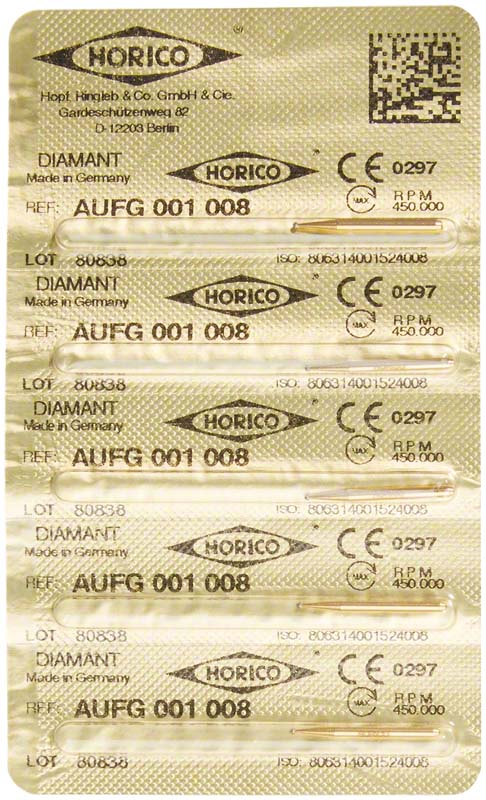 HORICO ®
Hopf, Ringleb & Co. GmbH & Cie.
Gardeschützenweg 82
D-12203 Berlin
DIAMANT HORICO ® CE 0297
Made in Germany
MAX RPM
REF: AUFG 001 008 450.000
LOT 80838 ISO: 806314001524008
DIAMANT HORICO ® CE 0297
Made in Germany
MAX RPM
REF: AUFG 001 008 450.000
LOT 80838 ISO: 806314001524008
DIAMANT HORICO ® CE 0297
Made in Germany
MAX RPM
REF: AUFG 001 008 450.000
LOT 80838 ISO: 806314001524008
DIAMANT HORICO ® CE 0297
Made in Germany
MAX RPM
REF: AUFG 001 008 450.000
LOT 80838 ISO: 806314001524008
DIAMANT HORICO ® CE 0297
Made in Germany
MAX RPM
REF: AUFG 001 008 450.000
LOT 80838 ISO: 806314001524008